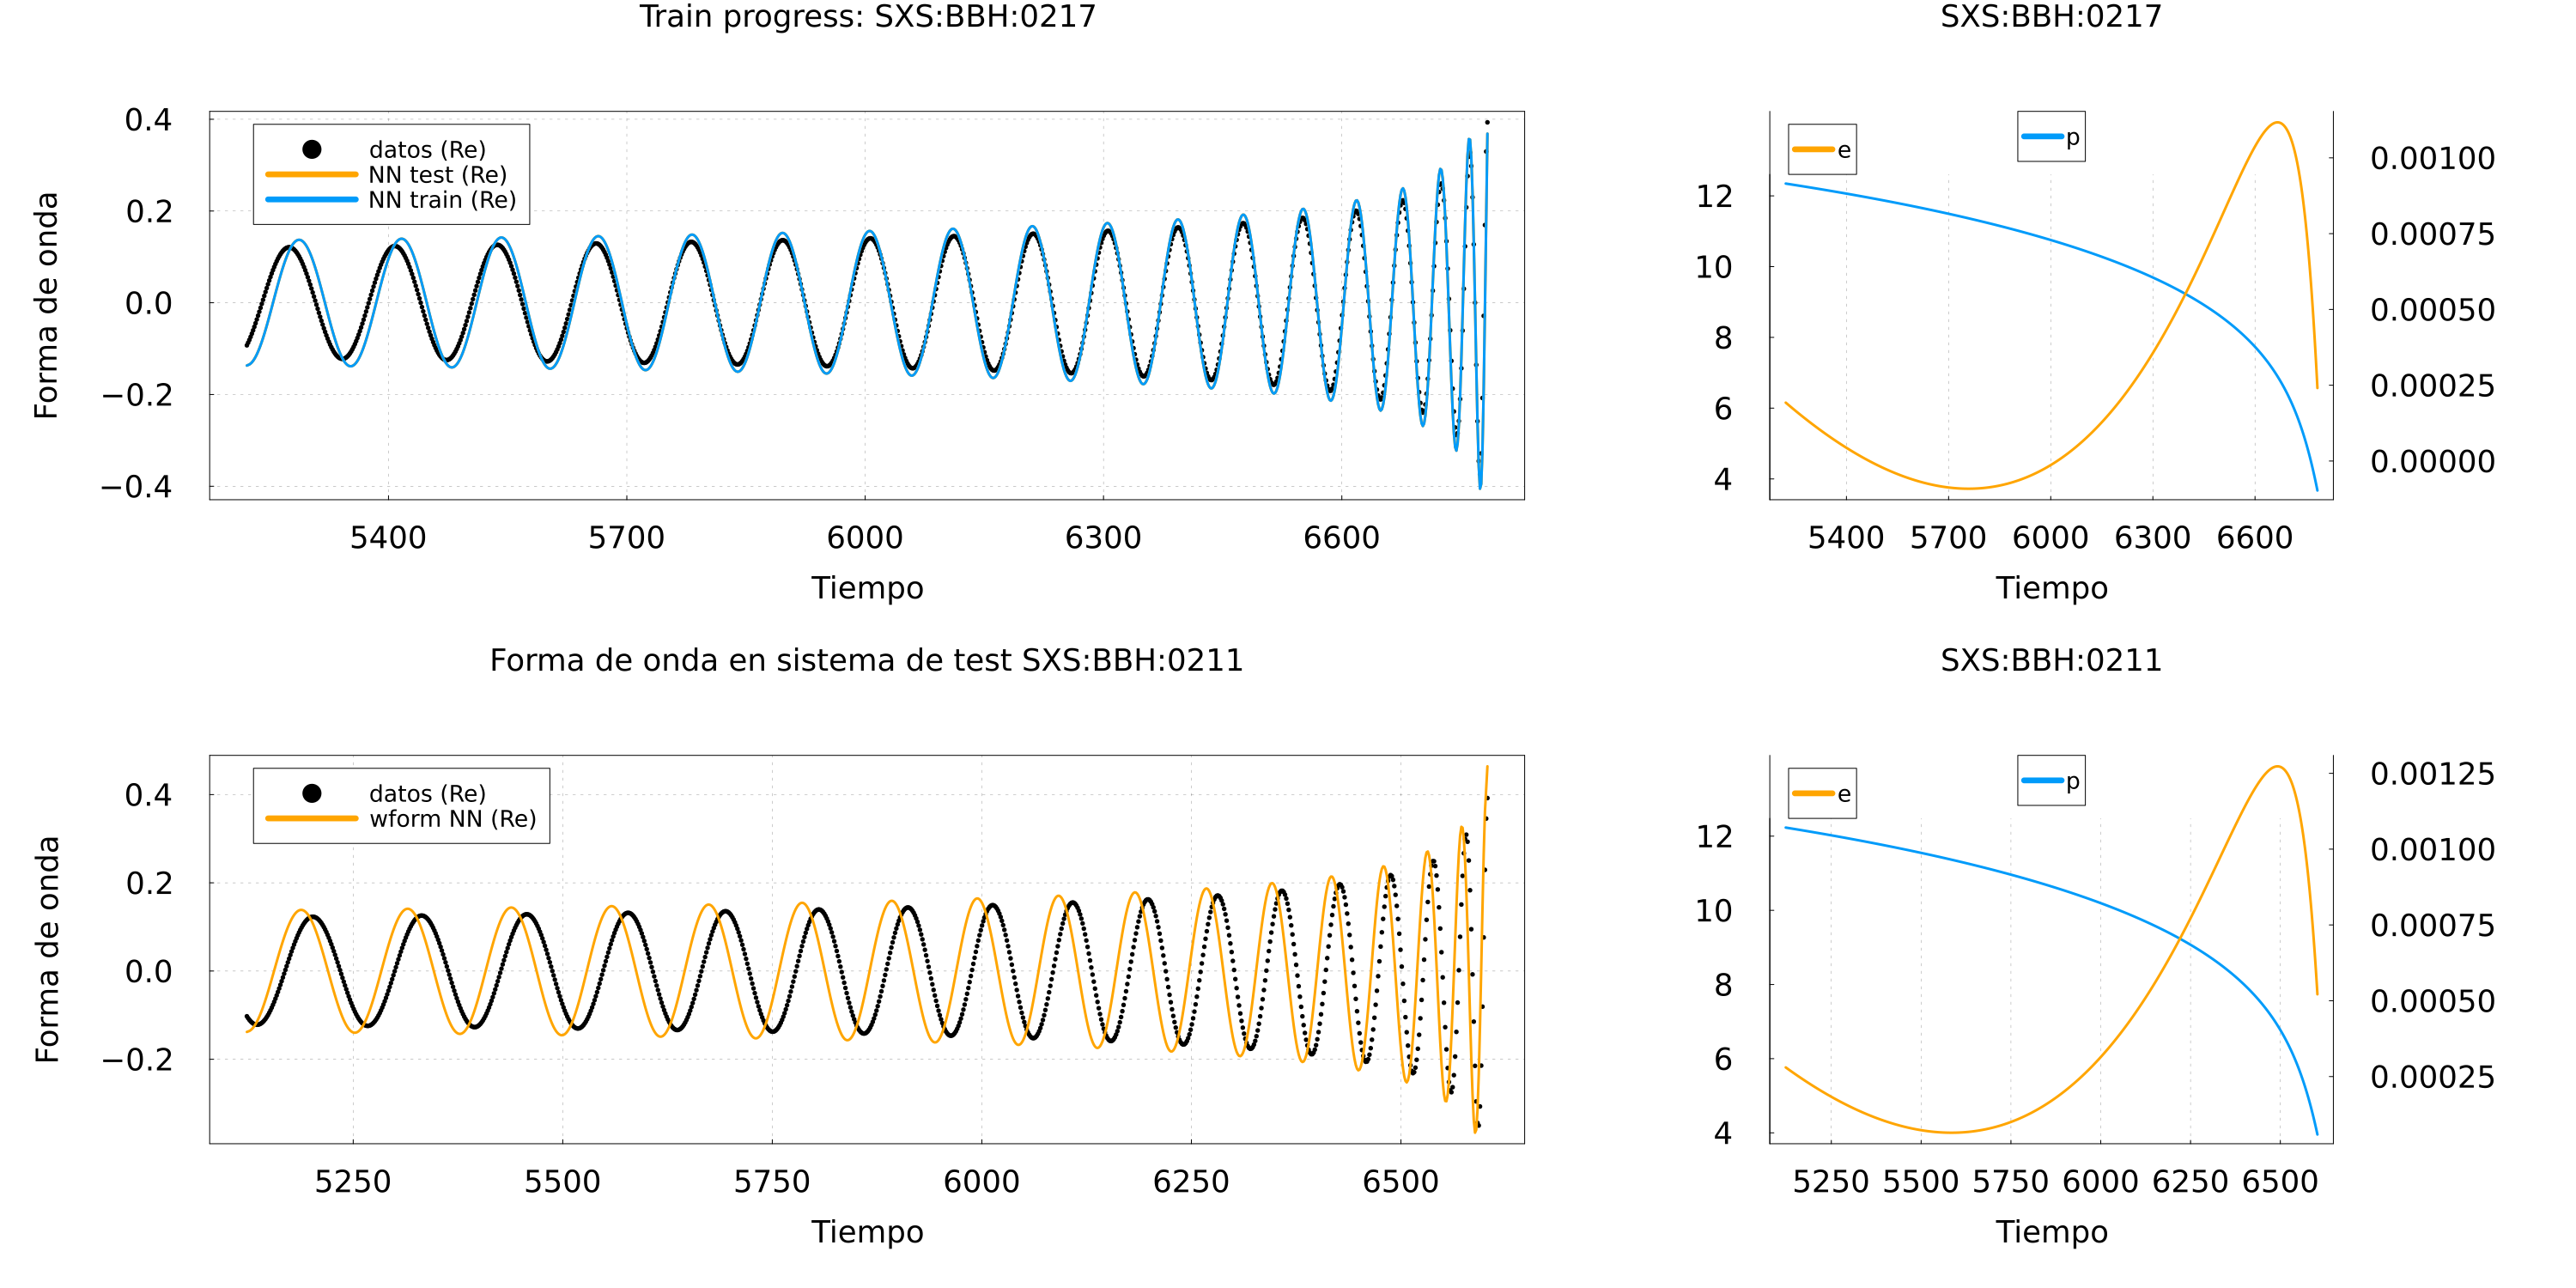 Train progress: SXS:BBH:0217
Forma de onda
0.4
0.2
0.0
−0.2
−0.4
datos (Re)
NN test (Re)
NN train (Re)
5400 5700 6000 6300 6600
Tiempo
SXS:BBH:0217
12
10
8
6
4
e
p
0.00100
0.00075
0.00050
0.00025
0.00000
5400 5700 6000 6300 6600
Tiempo
Forma de onda en sistema de test SXS:BBH:0211
Forma de onda
0.4
0.2
0.0
−0.2
datos (Re)
wform NN (Re)
5250 5500 5750 6000 6250 6500
Tiempo
SXS:BBH:0211
12
10
8
6
4
e
p
0.00125
0.00100
0.00075
0.00050
0.00025
5250 5500 5750 6000 6250 6500
Tiempo